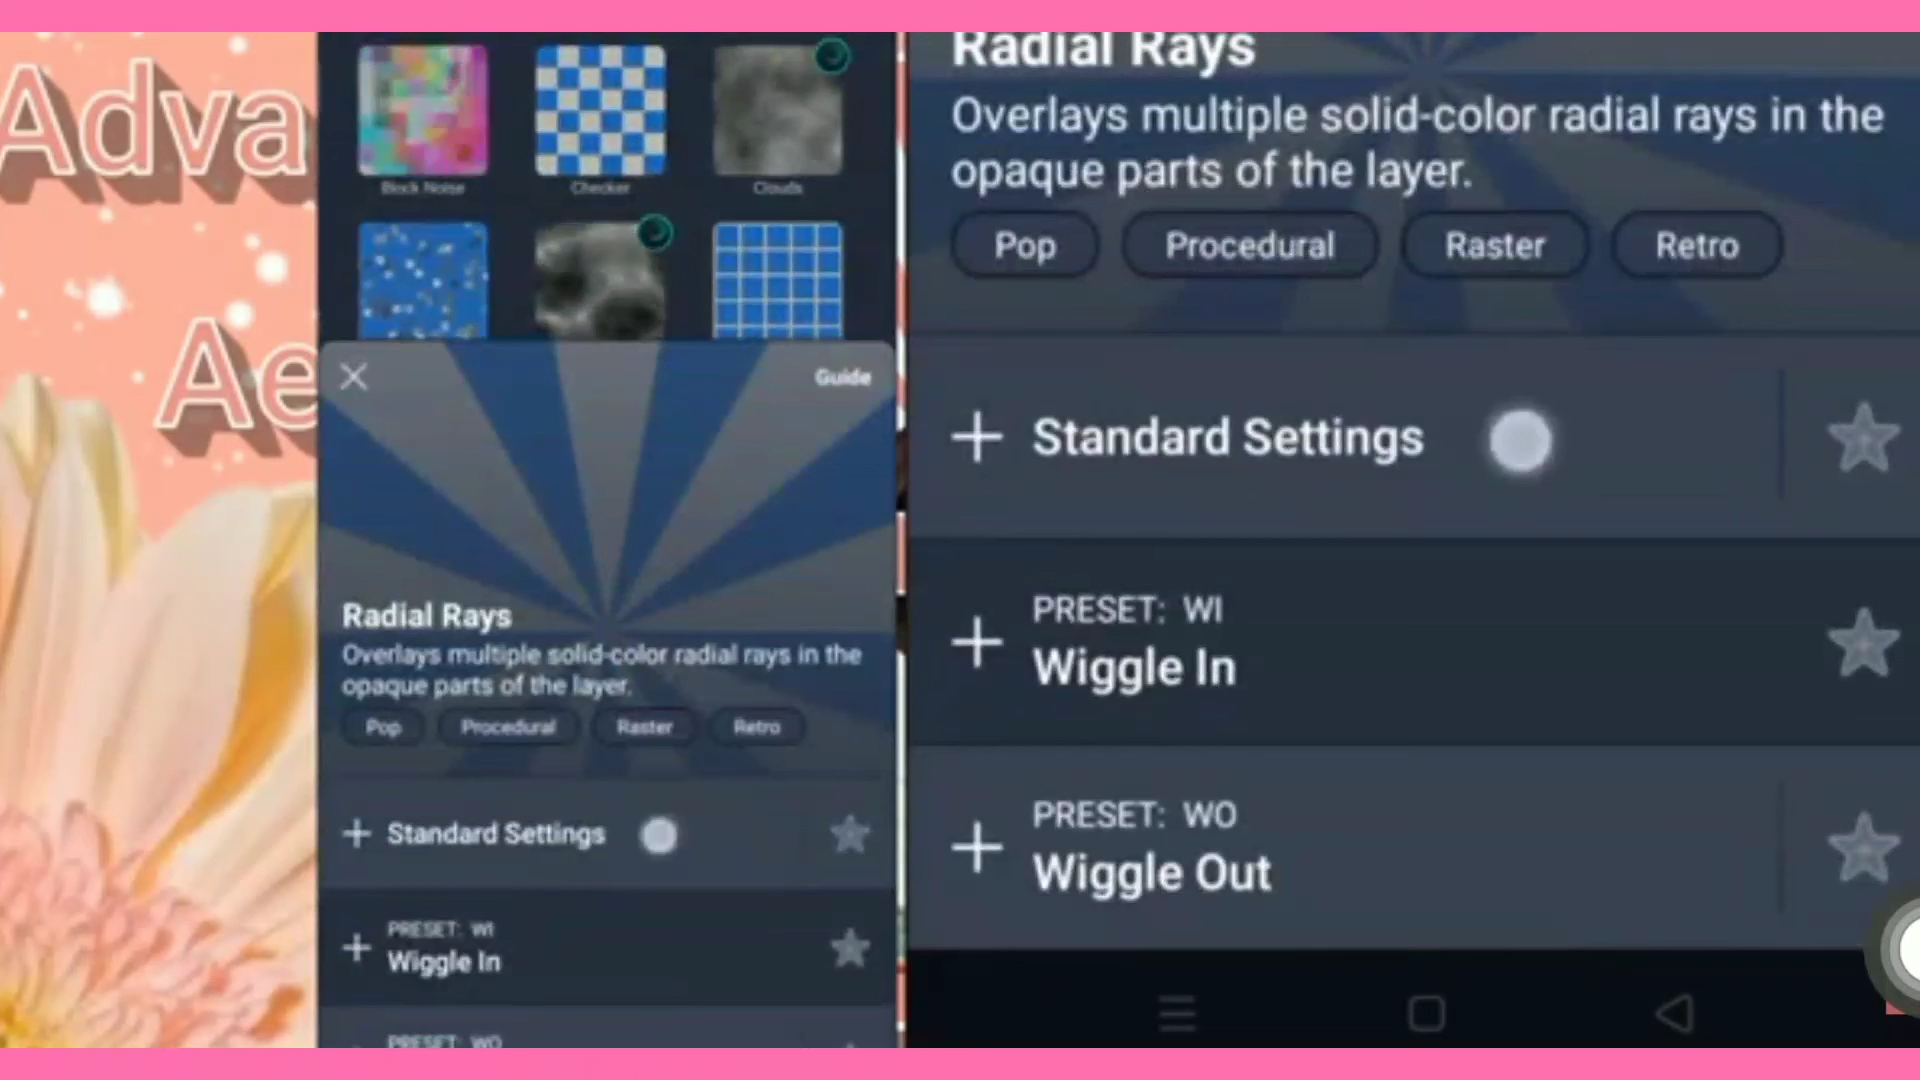 Adva
Ae
Block Noise
Checker
Clouds
Guide
Radial Rays
Overlays multiple solid-color radial rays in the
opaque parts of the layer.
Pop
Procedural
Raster
Retro
Standard Settings
PRESET: WI
Wiggle In
PRESET: WO
Radial Rays
Overlays multiple solid-color radial rays in the
opaque parts of the layer.
Pop
Procedural
Raster
Retro
Standard Settings
PRESET: WI
Wiggle In
PRESET: WO
Wiggle Out